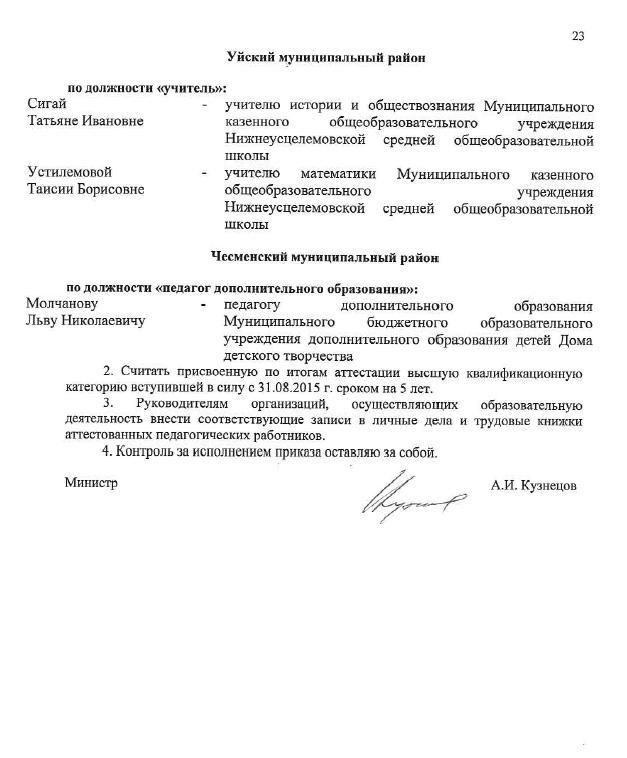 23
Уйский муниципальный район
по должности «учитель»:
Сигай - учителю истории и обществознания Муниципального
Татьяне Ивановне казенного общеобразовательного учреждения
Нижнеусцелемовской средней общеобразовательной
школы
Устилемовой - учителю математики Муниципального казенного
Таисии Борисовне общеобразовательного учреждения
Нижнеусцелемовской средней общеобразовательной
школы
Чесменский муниципальный район
по должности «педагог дополнительного образования»:
Молчанову - педагогу дополнительного образования
Льву Николаевичу Муниципального бюджетного образовательного
учреждения дополнительного образования детей Дома
детского творчества
2. Считать присвоенную по итогам аттестации высшую квалификационную
категорию вступившей в силу с 31.08.2015 г. сроком на 5 лет.
3. Руководителям организаций, осуществляющих образовательную
деятельность внести соответствующие записи в личные дела и трудовые книжки
аттестованных педагогических работников.
4. Контроль за исполнением приказа оставляю за собой.
Министр А.И. Кузнецов